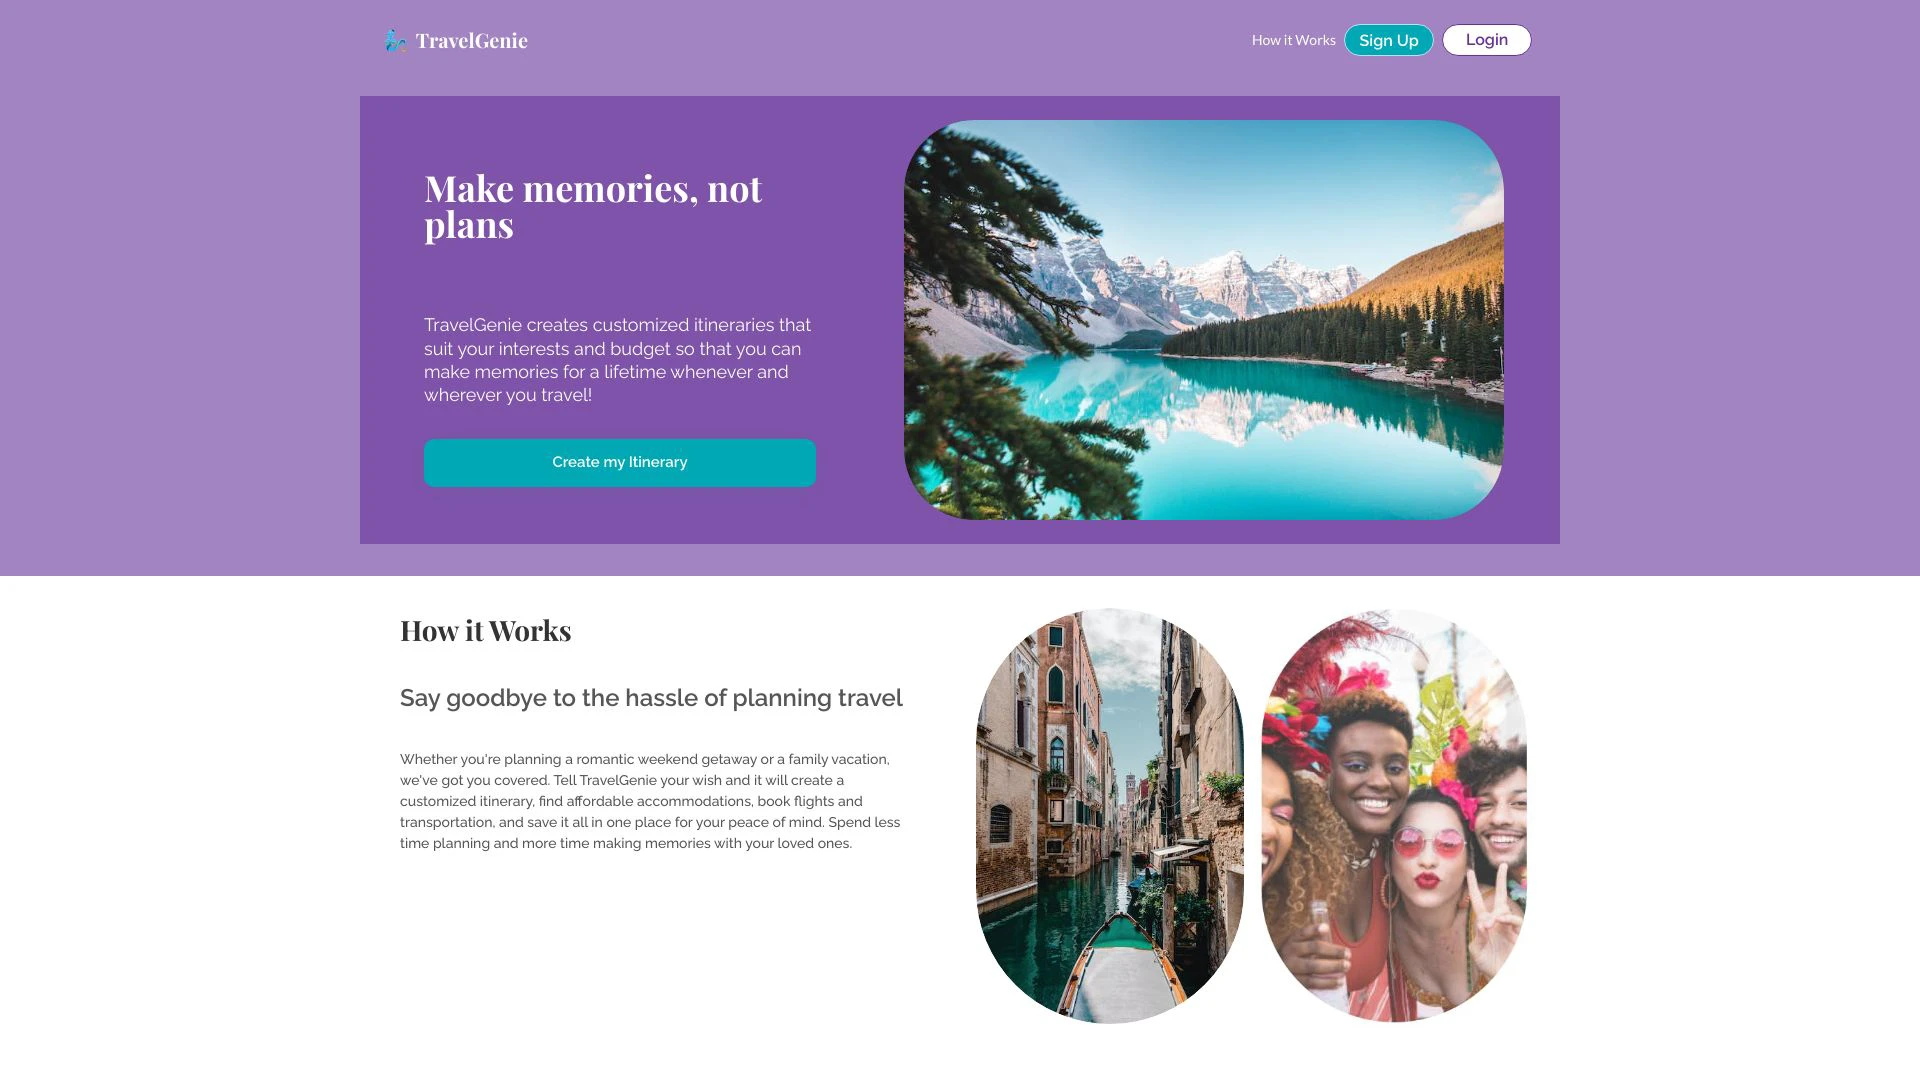 TravelGenie
How it Works
Sign Up
Login
Make memories, not
plans
TravelGenie creates customized itineraries that
suit your interests and budget so that you can
make memories for a lifetime whenever and
wherever you travel!
Create my Itinerary
How it Works
Say goodbye to the hassle of planning travel
Whether you're planning a romantic weekend getaway or a family vacation,
we've got you covered. Tell TravelGenie your wish and it will create a
customized itinerary, find affordable accommodations, book flights and
transportation, and save it all in one place for your peace of mind. Spend less
time planning and more time making memories with your loved ones.